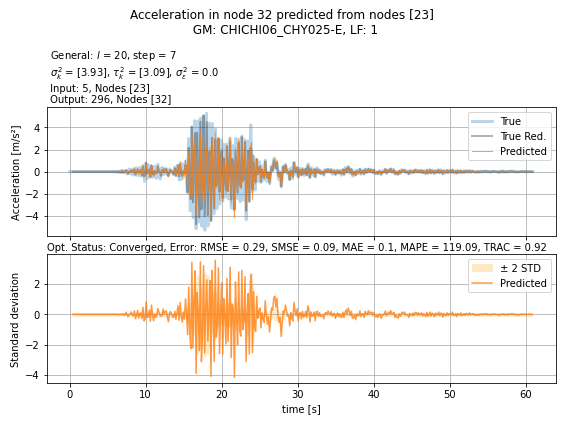 Acceleration in node 32 predicted from nodes [23]
GM: CHICHI06_CHY025-E, LF: 1
General: l = 20, step = 7
σ²ₖ = [3.93], τ²ₖ = [3.09], σ²ε = 0.0
Input: 5, Nodes [23]
Output: 296, Nodes [32]
Acceleration [m/s²]
4
2
0
−2
−4
True
True Red.
Predicted
Opt. Status: Converged, Error: RMSE = 0.29, SMSE = 0.09, MAE = 0.1, MAPE = 119.09, TRAC = 0.92
Standard deviation
2
0
−2
−4
± 2 STD
Predicted
0 10 20 30 40 50 60
time [s]